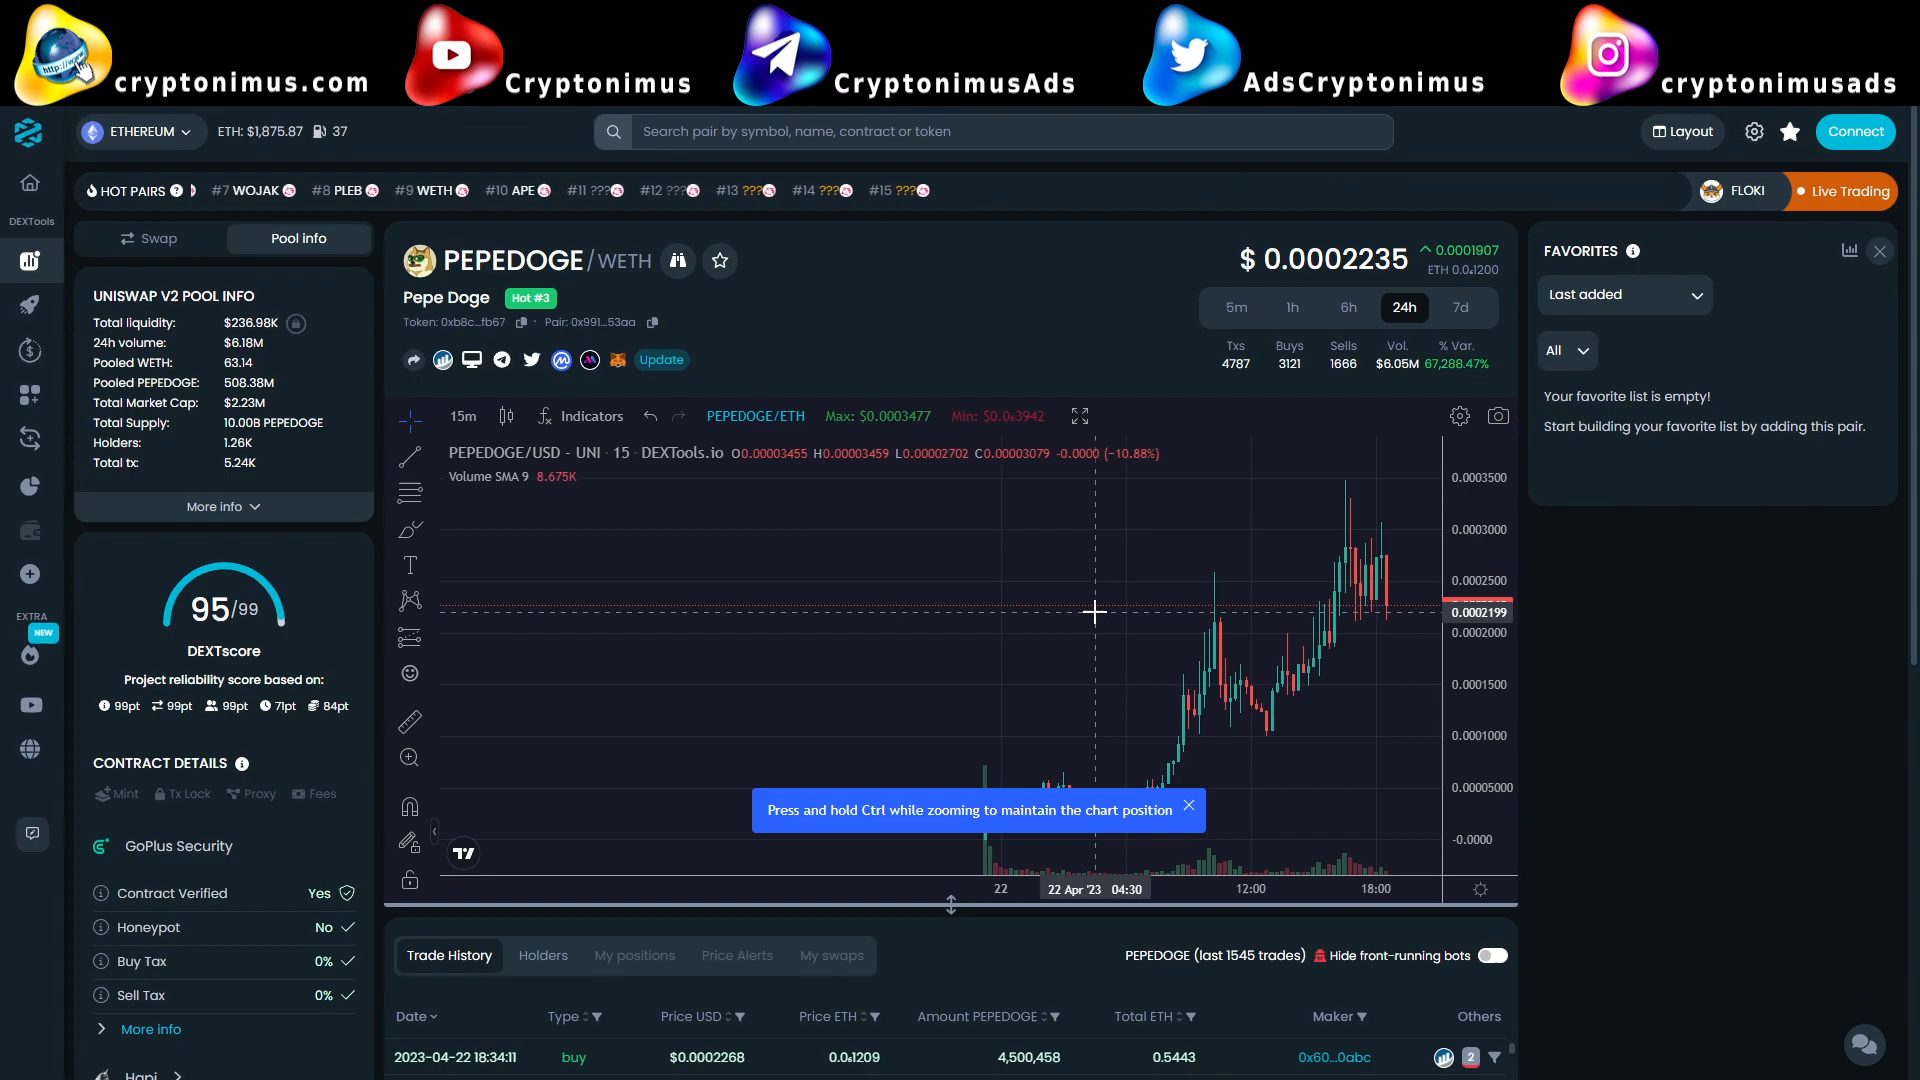 cryptonimus.com
Cryptonimus
CryptonimusAds
AdsCryptonimus
cryptonimusads
ETHEREUM ETH: $1,875.87 37
Search pair by symbol, name, contract or token
Layout
Connect
HOT PAIRS ? #7 WOJAK #8 PLEB #9 WETH #10 APE #11 ??? #12 ??? #13 ??? #14 ??? #15 ???
FLOKI
Live Trading
DEXTools
EXTRA
NEW
Swap
Pool info
UNISWAP V2 POOL INFO
Total liquidity: $236.98K
24h volume: $6.18M
Pooled WETH: 63.14
Pooled PEPEDOGE: 508.38M
Total Market Cap: $2.23M
Total Supply: 10.00B PEPEDOGE
Holders: 1.26K
Total tx: 5.24K
More info
95/99
DEXTscore
Project reliability score based on:
99pt 99pt 99pt 71pt 84pt
CONTRACT DETAILS
Mint Tx Lock Proxy Fees
GoPlus Security
Contract Verified Yes
Honeypot No
Buy Tax 0%
Sell Tax 0%
More info
Hapi
PEPEDOGE/WETH
Pepe Doge Hot #3
Token: 0xb8c...fb67 · Pair: 0x991...53aa
Update
$ 0.0002235
0.0001907
ETH 0.0₆1200
5m 1h 6h 24h 7d
Txs Buys Sells Vol. % Var.
4787 3121 1666 $6.05M 67,288.47%
15m Indicators PEPEDOGE/ETH Max: $0.0003477 Min: $0.0₆3942
PEPEDOGE/USD - UNI · 15 · DEXTools.io O0.00003455 H0.00003459 L0.00002702 C0.00003079 -0.0000 (−10.88%)
Volume SMA 9 8.675K
0.0003500
0.0003000
0.0002500
0.0002199
0.0002000
0.0001500
0.0001000
0.00005000
-0.0000
Press and hold Ctrl while zooming to maintain the chart position
22
22 Apr '23 04:30
12:00
18:00
Trade History Holders My positions Price Alerts My swaps
PEPEDOGE (last 1545 trades) Hide front-running bots
Date Type Price USD Price ETH Amount PEPEDOGE Total ETH Maker Others
2023-04-22 18:34:11 buy $0.0002268 0.0₆1209 4,500,458 0.5443 0x60...0abc 2
FAVORITES
Last added
All
Your favorite list is empty!
Start building your favorite list by adding this pair.